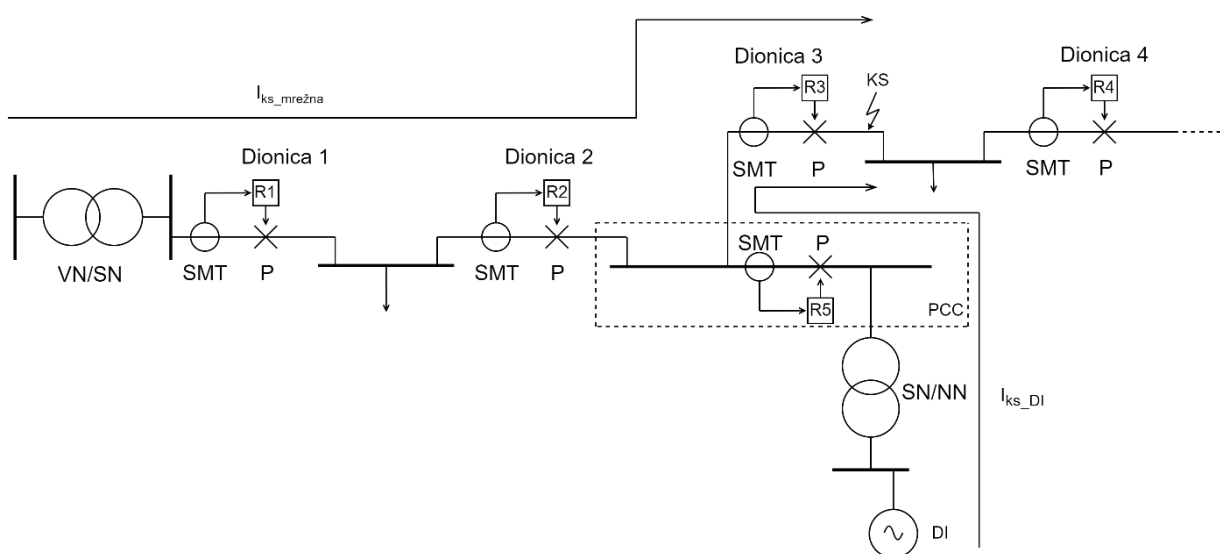 Dionica 3
Dionica 4
I_ks_mrežna
R3
KS
R4
Dionica 1
Dionica 2
SMT
P
SMT
P
R1
R2
VN/SN
SMT
P
SMT
P
SMT
P
R5
PCC
SN/NN
I_ks_DI
DI